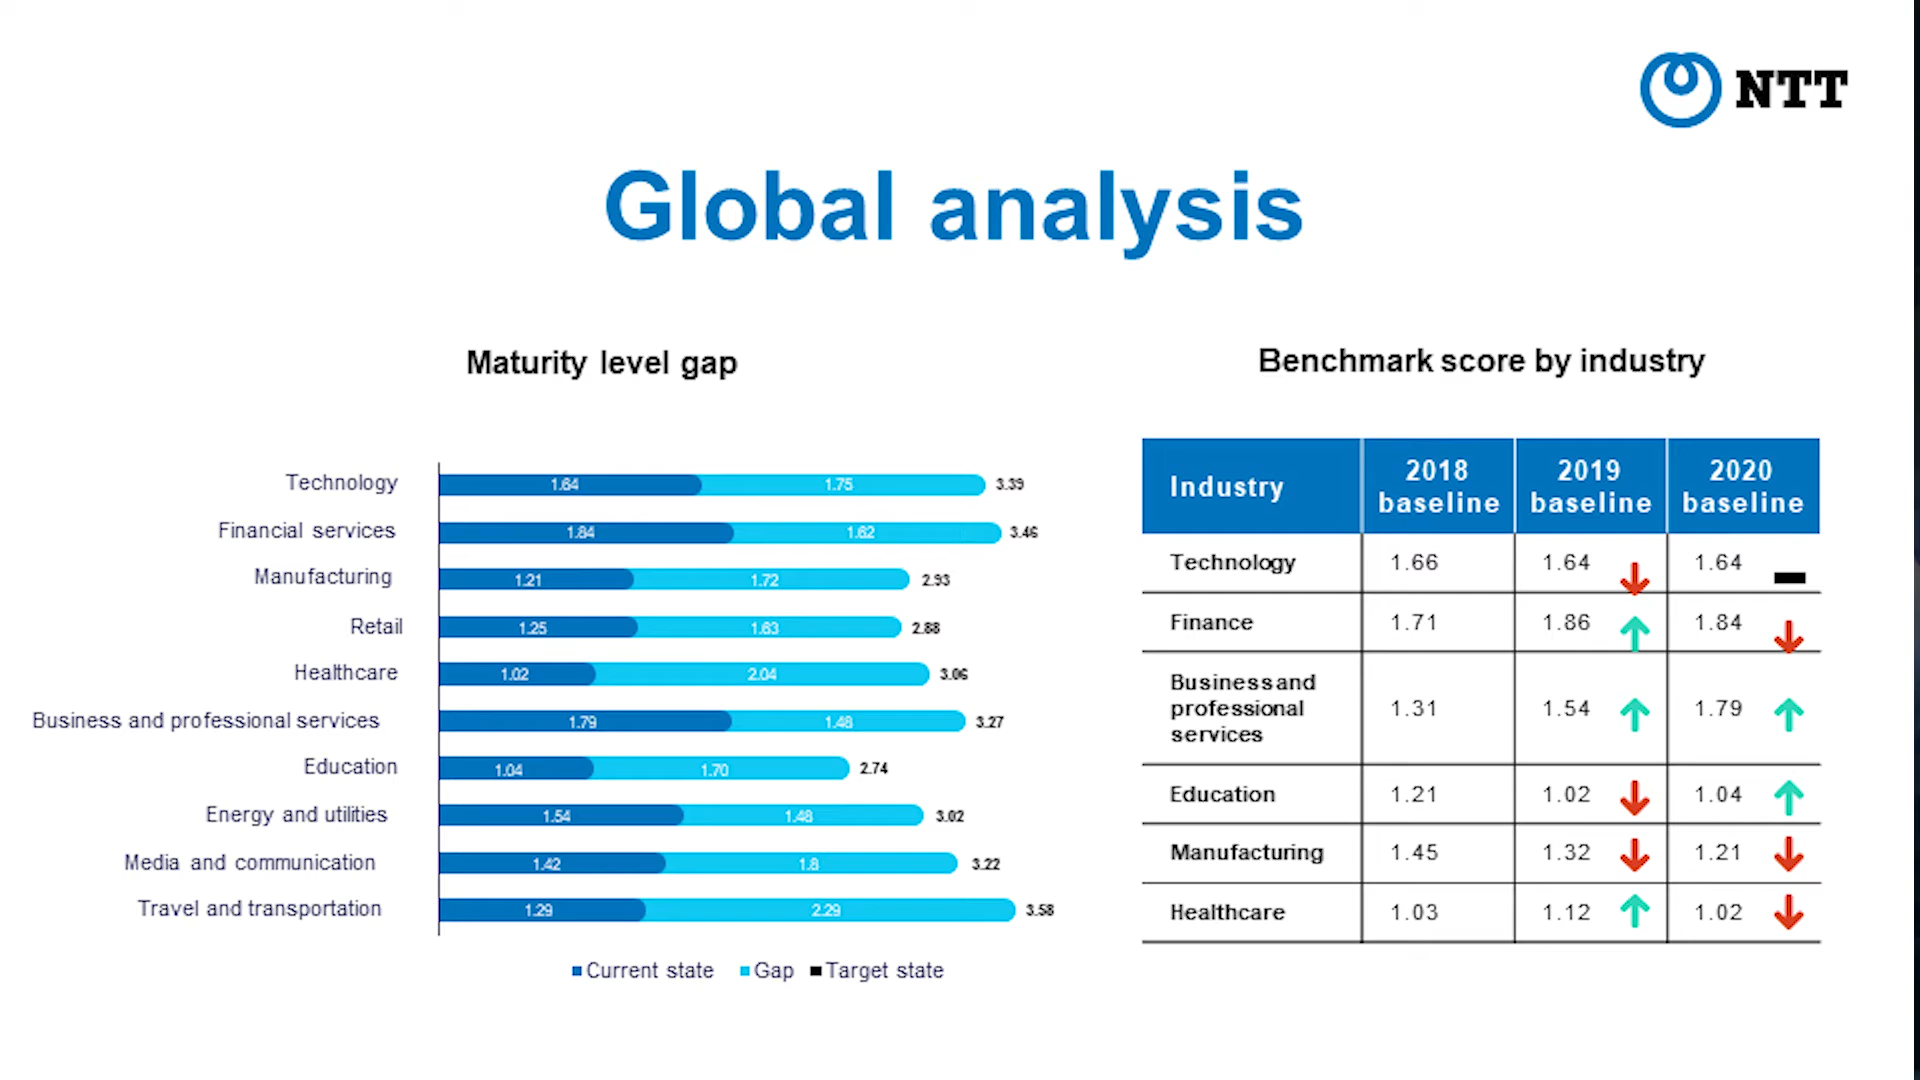 NTT
Global analysis
Maturity level gap
Technology 1.64 1.75 3.39
Financial services 1.84 1.62 3.46
Manufacturing 1.21 1.72 2.93
Retail 1.25 1.63 2.88
Healthcare 1.02 2.04 3.06
Business and professional services 1.79 1.48 3.27
Education 1.04 1.70 2.74
Energy and utilities 1.54 1.48 3.02
Media and communication 1.42 1.8 3.22
Travel and transportation 1.29 2.29 3.58
Current state Gap Target state
Benchmark score by industry
Industry
2018
baseline
2019
baseline
2020
baseline
Technology 1.66 1.64 1.64
Finance 1.71 1.86 1.84
Business and
professional
services
1.31 1.54 1.79
Education 1.21 1.02 1.04
Manufacturing 1.45 1.32 1.21
Healthcare 1.03 1.12 1.02